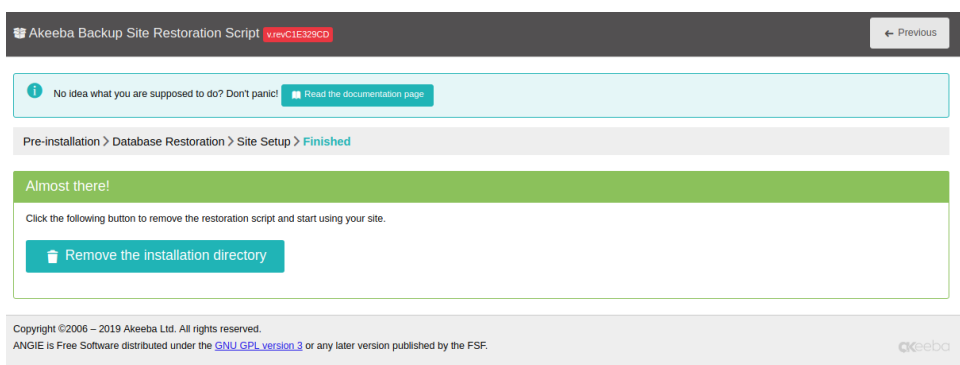 Akeeba Backup Site Restoration Script v.revC1E329CD
← Previous
No idea what you are supposed to do? Don't panic! Read the documentation page
Pre-installation > Database Restoration > Site Setup > Finished
Almost there!
Click the following button to remove the restoration script and start using your site.
Remove the installation directory
Copyright ©2006 – 2019 Akeeba Ltd. All rights reserved.
ANGIE is Free Software distributed under the GNU GPL version 3 or any later version published by the FSF.
akeeba